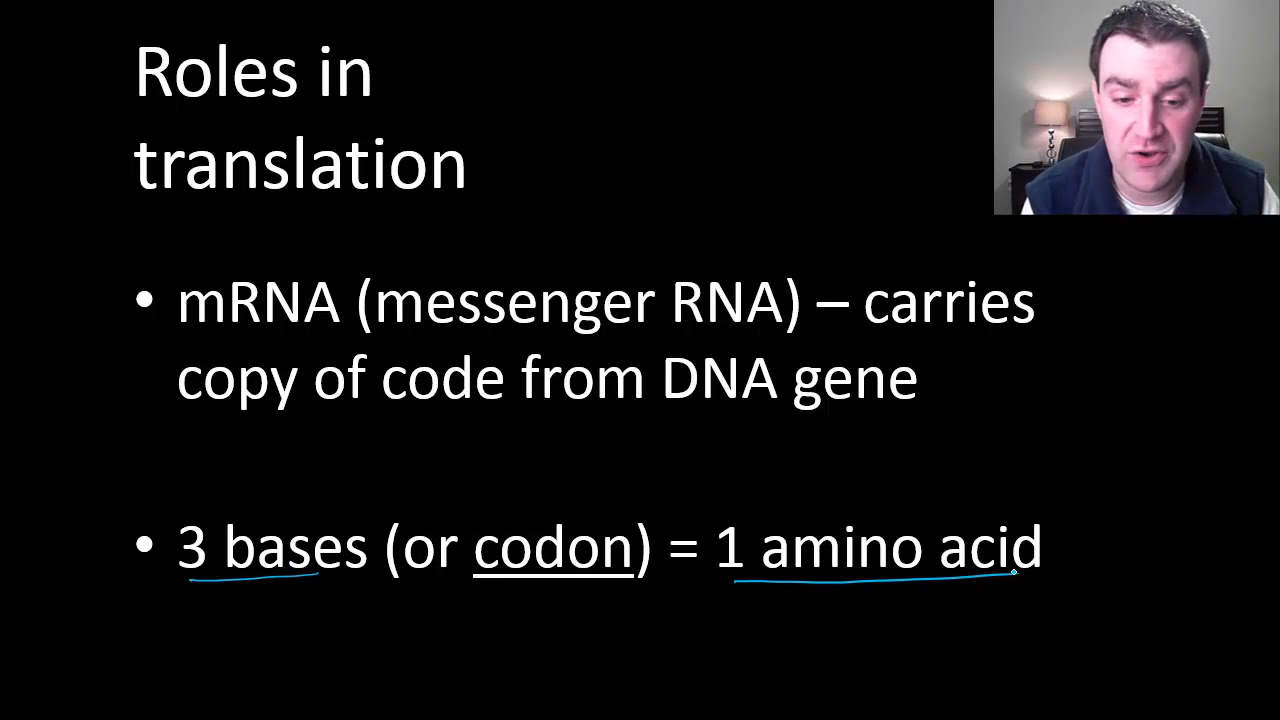 Roles in
translation
• mRNA (messenger RNA) – carries
copy of code from DNA gene
• 3 bases (or codon) = 1 amino acid